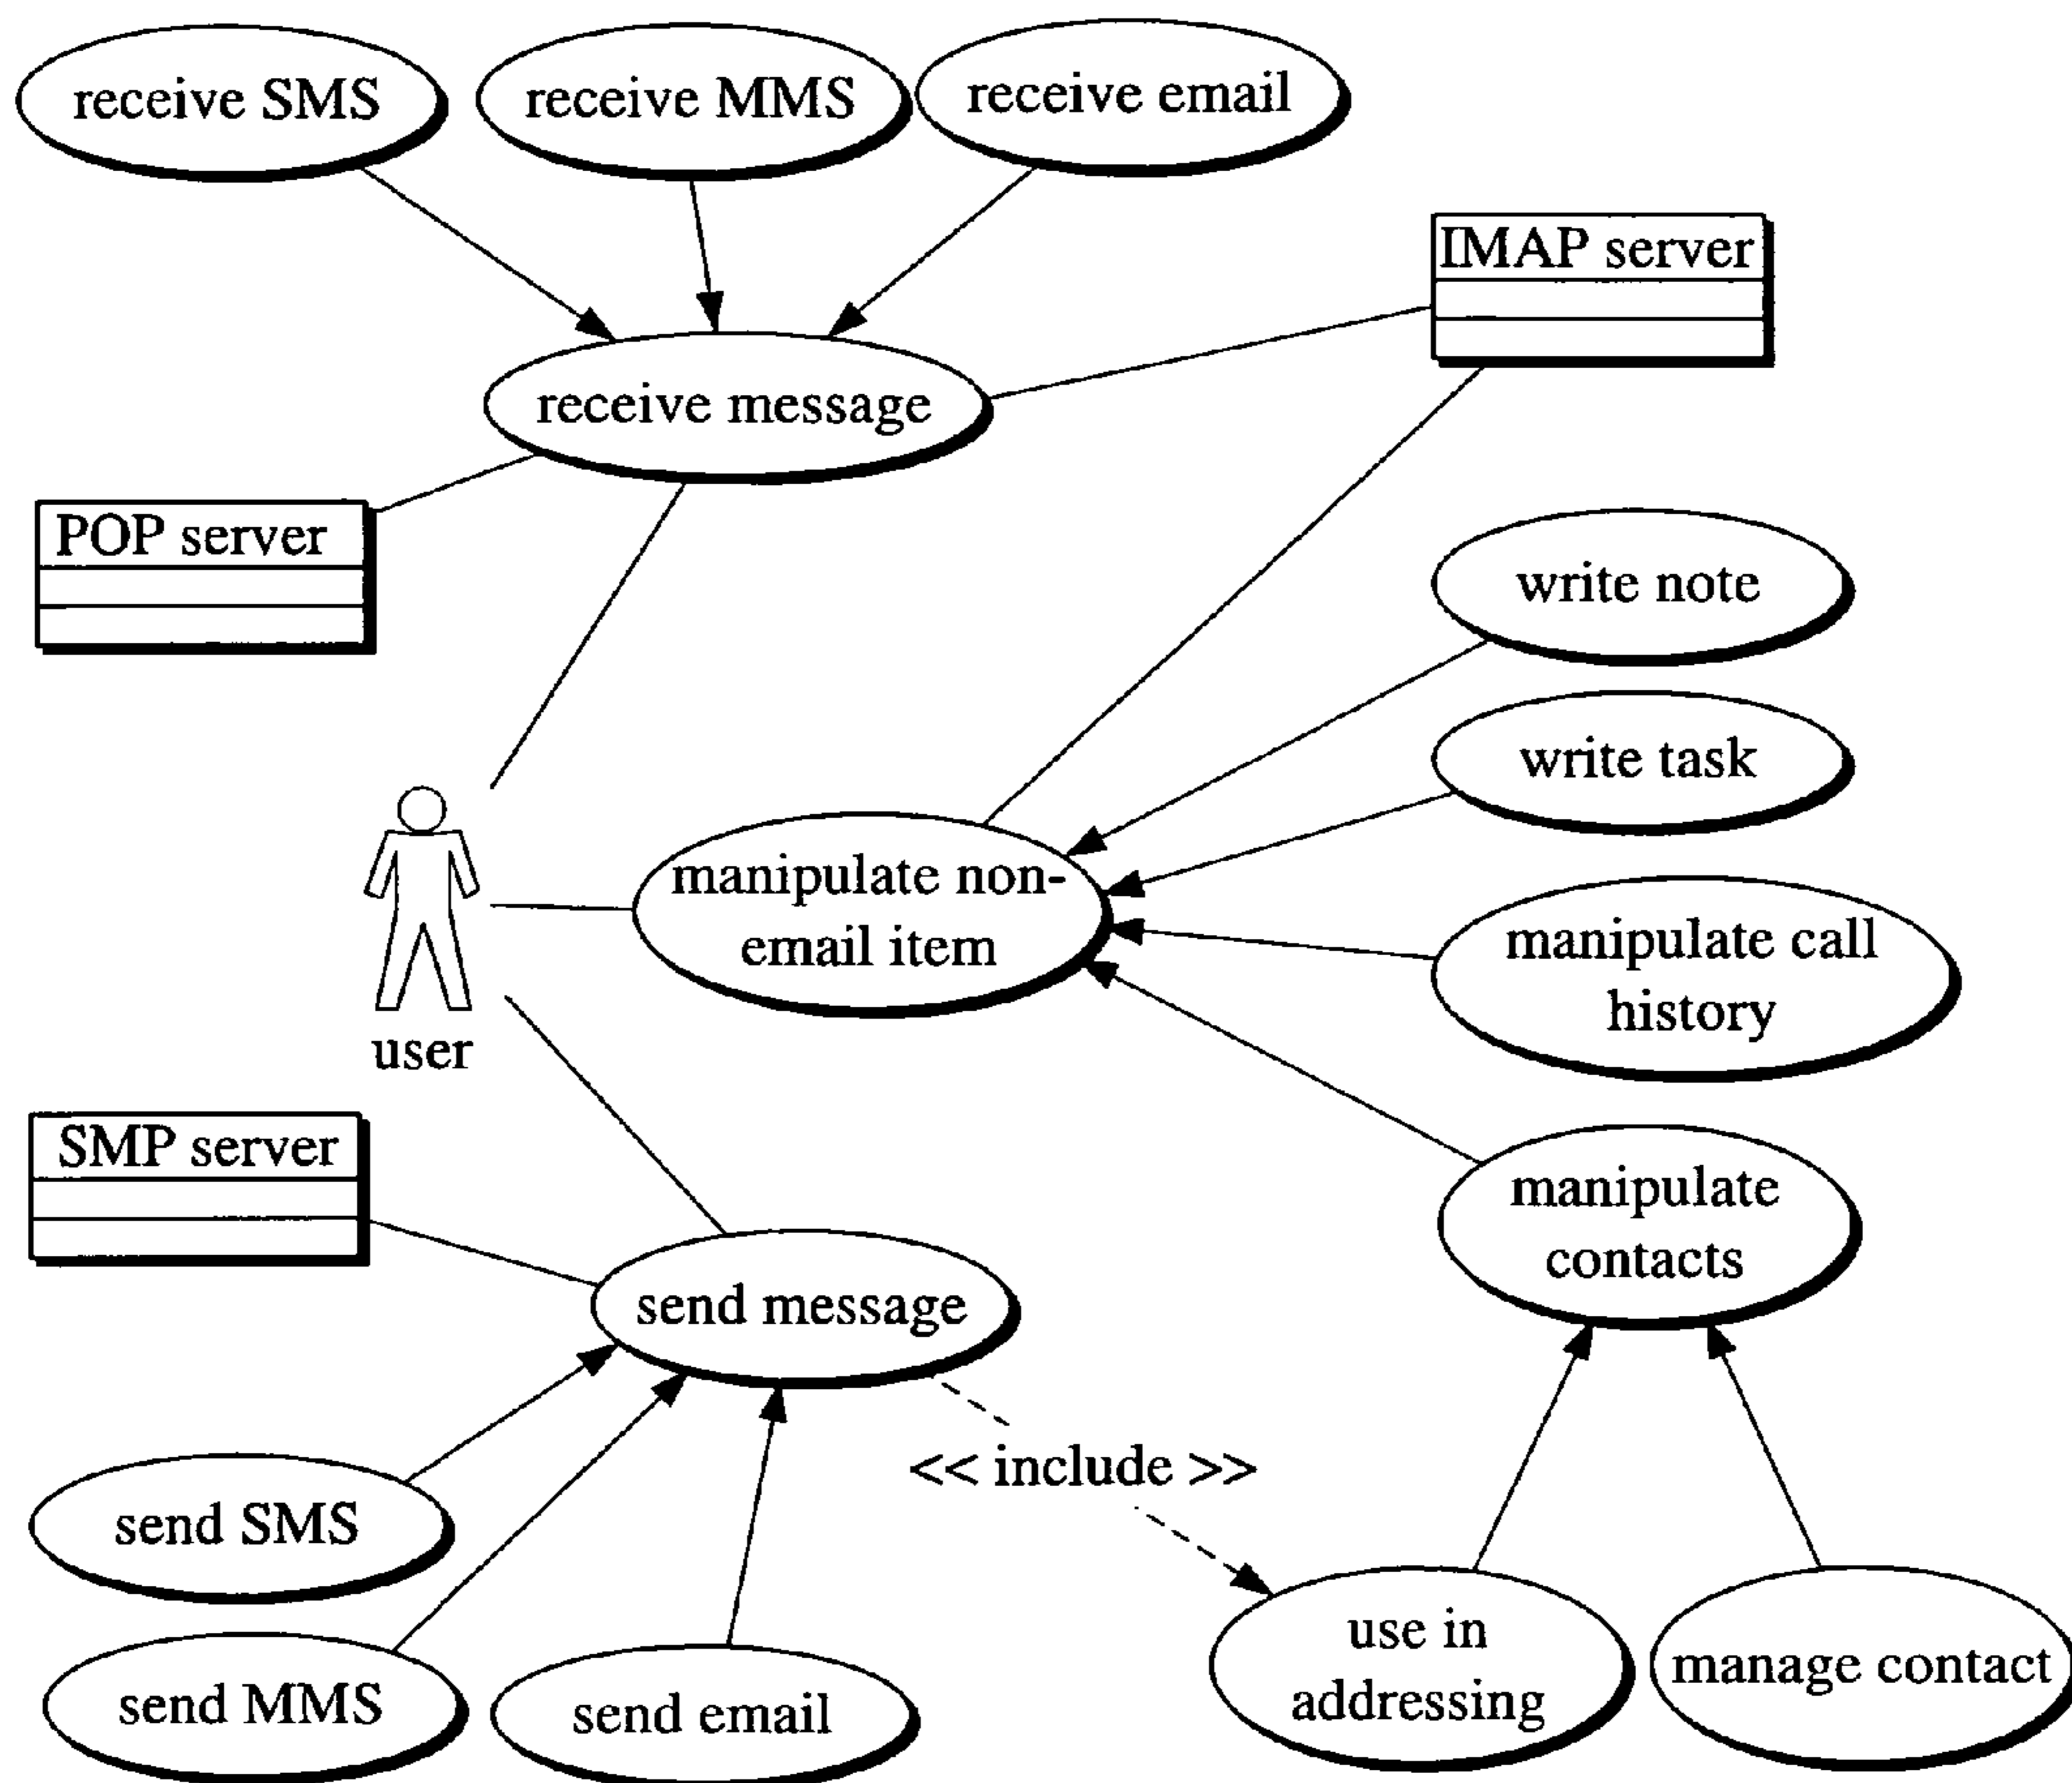 receive SMS
receive MMS
receive email
IMAP server
receive message
POP server
write note
write task
manipulate non-
email item
manipulate call
history
user
SMP server
manipulate
contacts
send message
<< include >>
send SMS
use in
addressing
manage contact
send MMS
send email